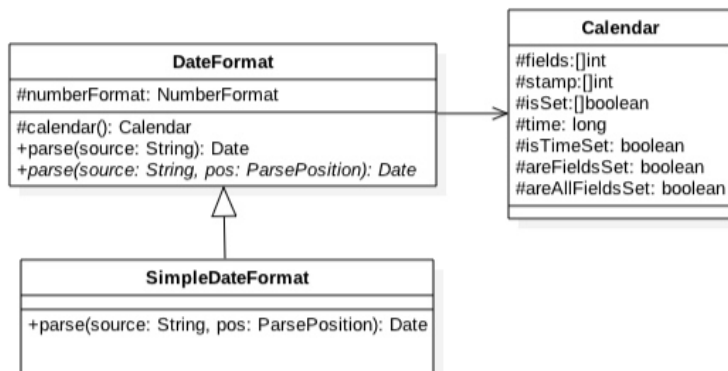 DateFormat
#numberFormat: NumberFormat
#calendar(): Calendar
+parse(source: String): Date
+parse(source: String, pos: ParsePosition): Date
Calendar
#fields:[]int
#stamp:[]int
#isSet:[]boolean
#time: long
#isTimeSet: boolean
#areFieldsSet: boolean
#areAllFieldsSet: boolean
SimpleDateFormat
+parse(source: String, pos: ParsePosition): Date